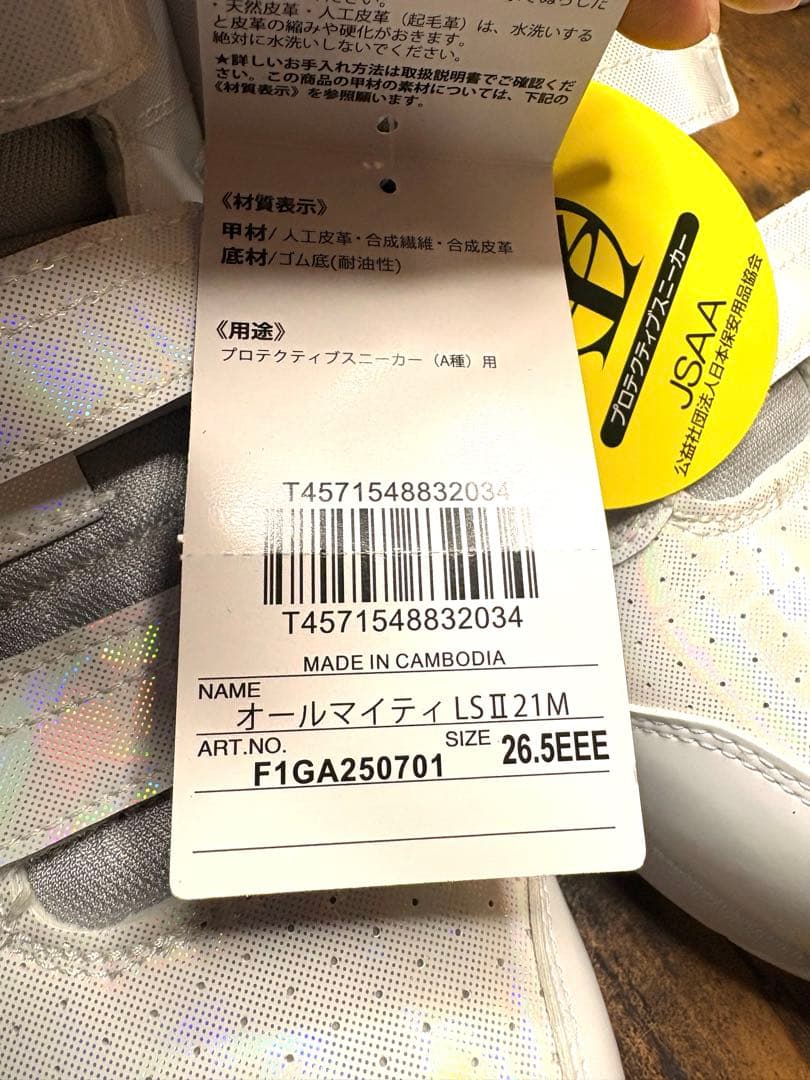 ・天然皮革・人工皮革（起毛革）は、水洗いする
と皮革の縮みや硬化がおきます。
絶対に水洗いしないでください。
★詳しいお手入れ方法は取扱説明書でご確認くだ
さい。この商品の甲材の素材については、下記の
《材質表示》を参照願います。
《材質表示》
甲材/人工皮革・合成繊維・合成皮革
底材/ゴム底(耐油性)
《用途》
プロテクティブスニーカー（A種）用
T4571548832034
T4571548832034
MADE IN CAMBODIA
NAME オールマイティ LSⅡ21M
ART.NO. F1GA250701 SIZE 26.5EEE
プロテクティブスニーカー
JSAA
公益社団法人日本保安用品協会